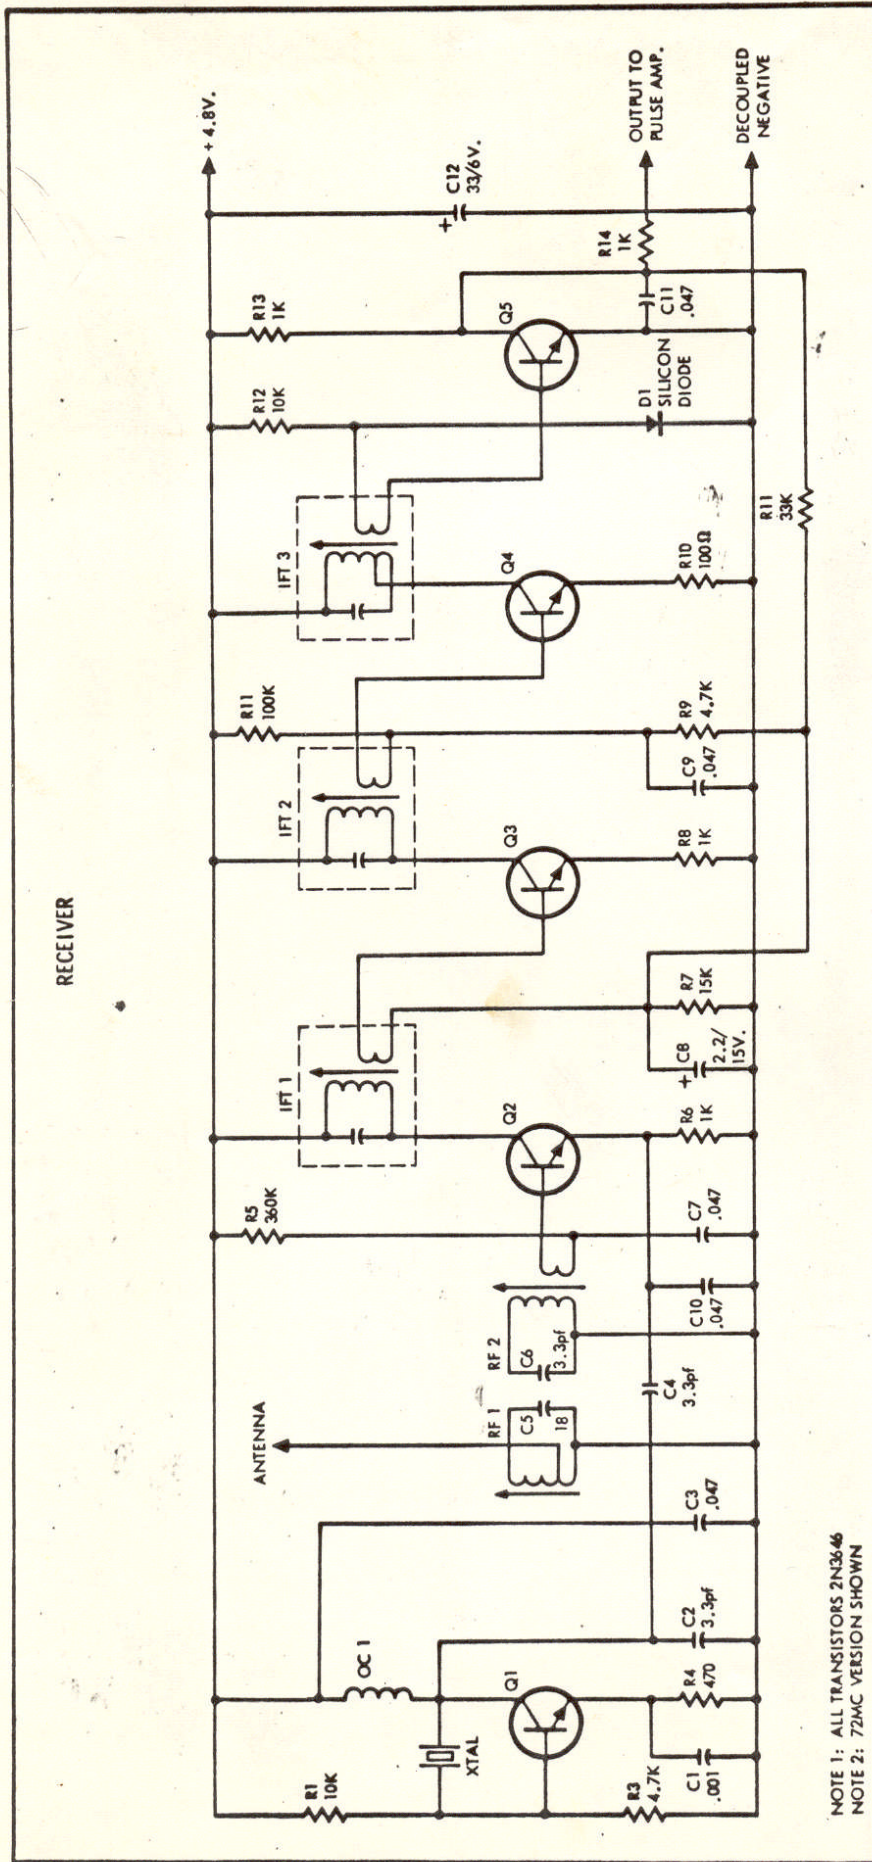 RECEIVER
+ 4.8V.
OUTPUT TO
PULSE AMP.
DECOUPLED
NEGATIVE
ANTENNA
R1
10K
XTAL
OC 1
Q1
R3
4.7K
C1
.001
R4
470
C2
3.3pf
C3
.047
RF 1
C5
18
RF 2
C6
3.3pf
C4
3.3pf
C10
.047
C7
.047
R5
360K
Q2
R6
1K
IFT 1
+ C8
2.2/
15V.
R7
15K
Q3
R8
1K
IFT 2
C9
.047
R9
4.7K
R11
100K
Q4
R10
100Ω
IFT 3
R12
10K
D1
SILICON
DIODE
R13
1K
Q5
C11
.047
R14
1K
R11
33K
+
C12
33/6V.
NOTE 1: ALL TRANSISTORS 2N3646
NOTE 2: 72MC VERSION SHOWN